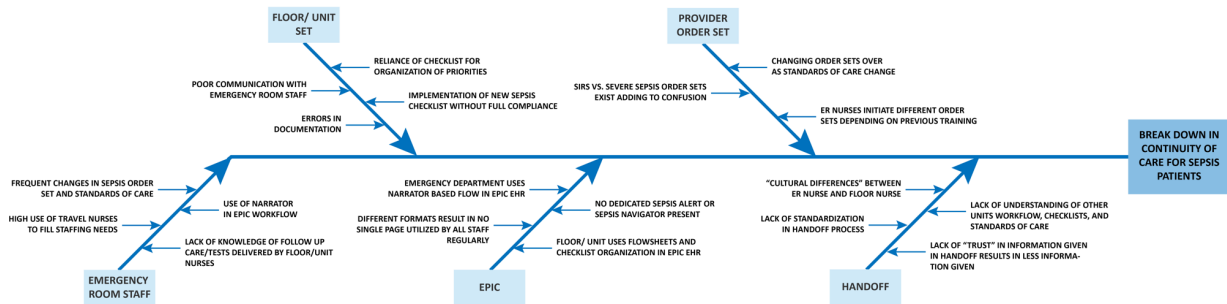 FLOOR/ UNIT
SET
RELIANCE OF CHECKLIST FOR
ORGANIZATION OF PRIORITIES
POOR COMMUNICATION WITH
EMERGENCY ROOM STAFF
IMPLEMENTATION OF NEW SEPSIS
CHECKLIST WITHOUT FULL COMPLIANCE
ERRORS IN
DOCUMENTATION
PROVIDER
ORDER SET
CHANGING ORDER SETS OVER
AS STANDARDS OF CARE CHANGE
SIRS VS. SEVERE SEPSIS ORDER SETS
EXIST ADDING TO CONFUSION
ER NURSES INITIATE DIFFERENT ORDER
SETS DEPENDING ON PREVIOUS TRAINING
BREAK DOWN IN
CONTINUITY OF
CARE FOR SEPSIS
PATIENTS
FREQUENT CHANGES IN SEPSIS ORDER
SET AND STANDARDS OF CARE
USE OF NARRATOR
IN EPIC WORKFLOW
HIGH USE OF TRAVEL NURSES
TO FILL STAFFING NEEDS
LACK OF KNOWLEDGE OF FOLLOW UP
CARE/TESTS DELIVERED BY FLOOR/UNIT
NURSES
EMERGENCY
ROOM STAFF
EMERGENCY DEPARTMENT USES
NARRATOR BASED FLOW IN EPIC EHR
NO DEDICATED SEPSIS ALERT OR
SEPSIS NAVIGATOR PRESENT
DIFFERENT FORMATS RESULT IN NO
SINGLE PAGE UTILIZED BY ALL STAFF
REGULARLY
FLOOR/ UNIT USES FLOWSHEETS AND
CHECKLIST ORGANIZATION IN EPIC EHR
EPIC
“CULTURAL DIFFERENCES” BETWEEN
ER NURSE AND FLOOR NURSE
LACK OF UNDERSTANDING OF OTHER
UNITS WORKFLOW, CHECKLISTS, AND
STANDARDS OF CARE
LACK OF STANDARDIZATION
IN HANDOFF PROCESS
LACK OF “TRUST” IN INFORMATION GIVEN
IN HANDOFF RESULTS IN LESS INFORMA-
TION GIVEN
HANDOFF